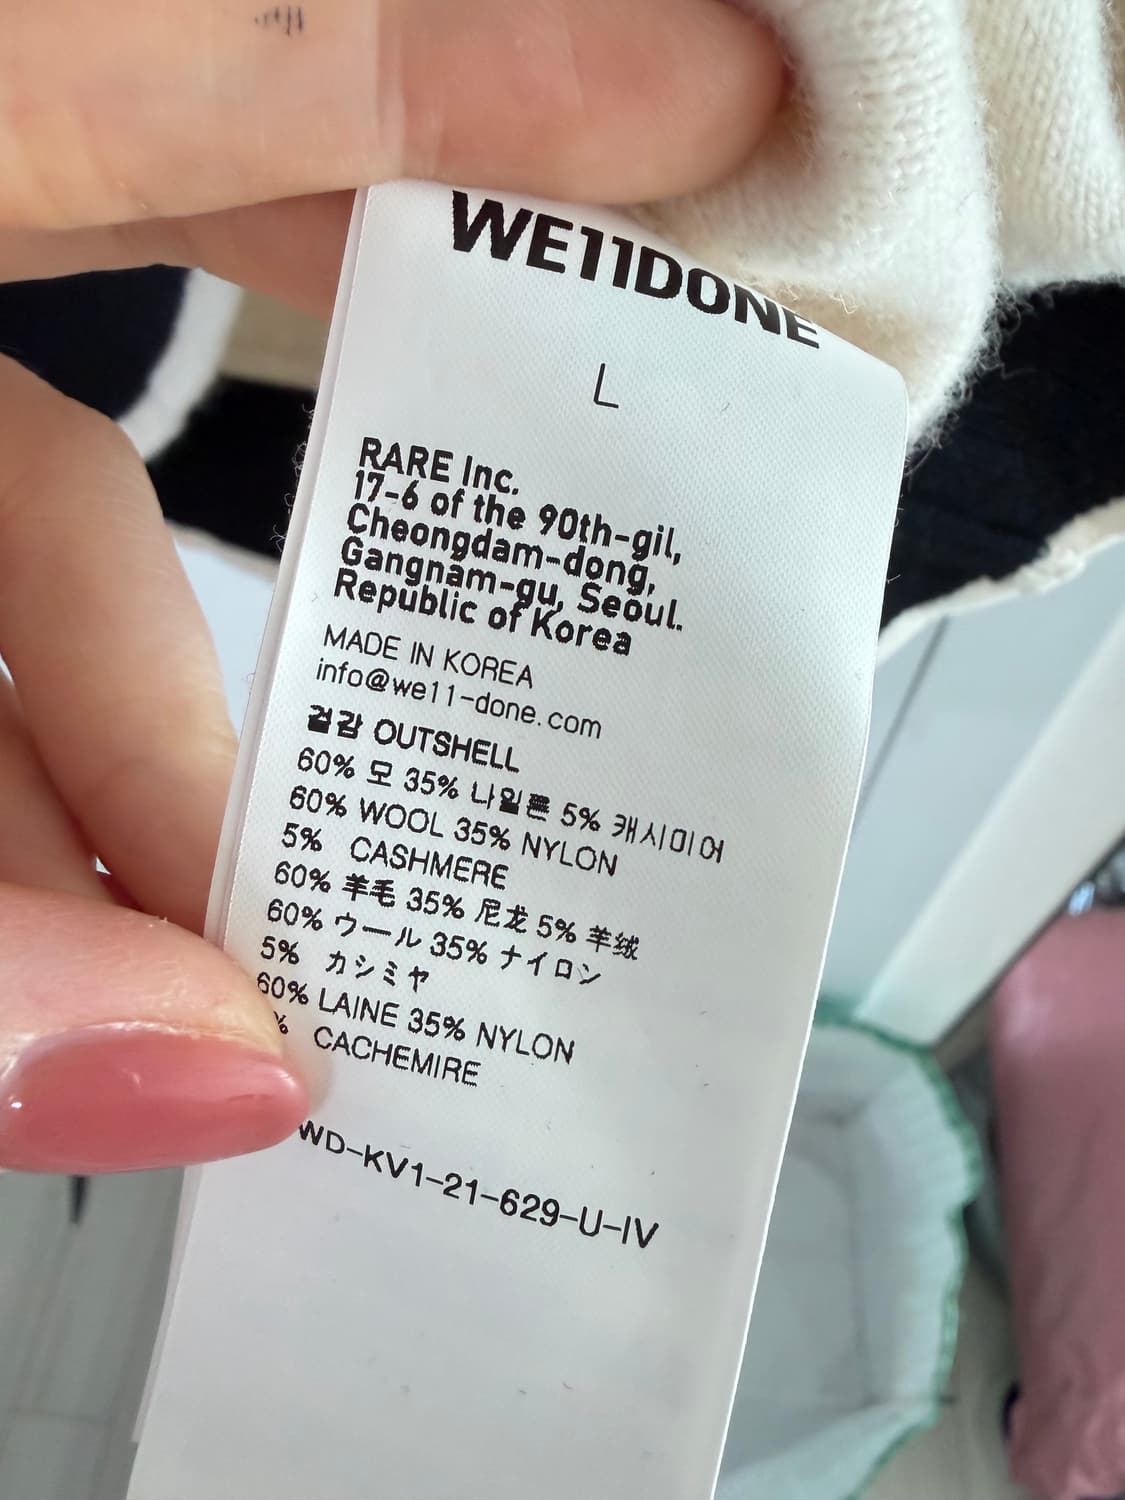 WE11DONE
L
RARE Inc.
17-6 of the 90th-gil,
Cheongdam-dong,
Gangnam-gu, Seoul.
Republic of Korea
MADE IN KOREA
info@we11-done.com
겉감 OUTSHELL
60% 모 35% 나일론 5% 캐시미어
60% WOOL 35% NYLON
5% CASHMERE
60% 羊毛 35% 尼龙 5% 羊绒
60% ウール 35% ナイロン
5% カシミヤ
60% LAINE 35% NYLON
% CACHEMIRE
WD-KV1-21-629-U-IV